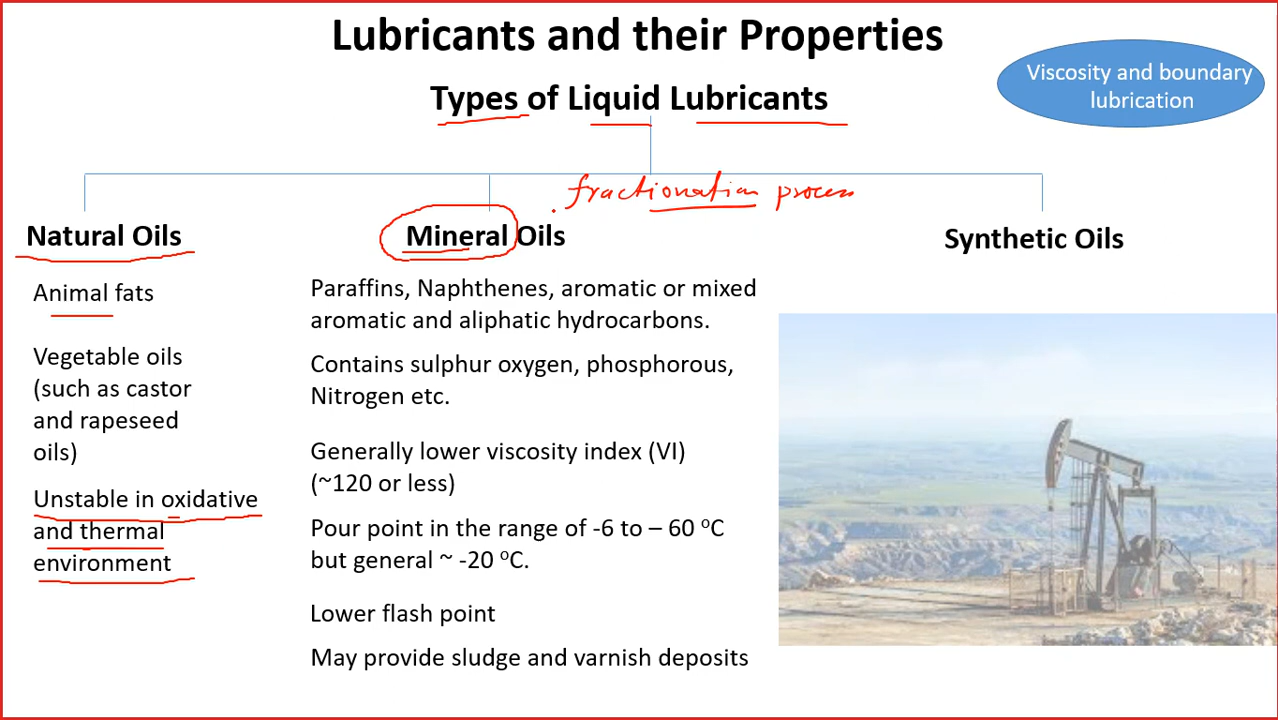 Lubricants and their Properties
Types of Liquid Lubricants
Viscosity and boundary
lubrication
fractionation process
Natural Oils
Animal fats
Vegetable oils
(such as castor
and rapeseed
oils)
Unstable in oxidative
and thermal
environment
Mineral Oils
Paraffins, Naphthenes, aromatic or mixed
aromatic and aliphatic hydrocarbons.
Contains sulphur oxygen, phosphorous,
Nitrogen etc.
Generally lower viscosity index (VI)
(~120 or less)
Pour point in the range of -6 to – 60 ºC
but general ~ -20 ºC.
Lower flash point
May provide sludge and varnish deposits
Synthetic Oils